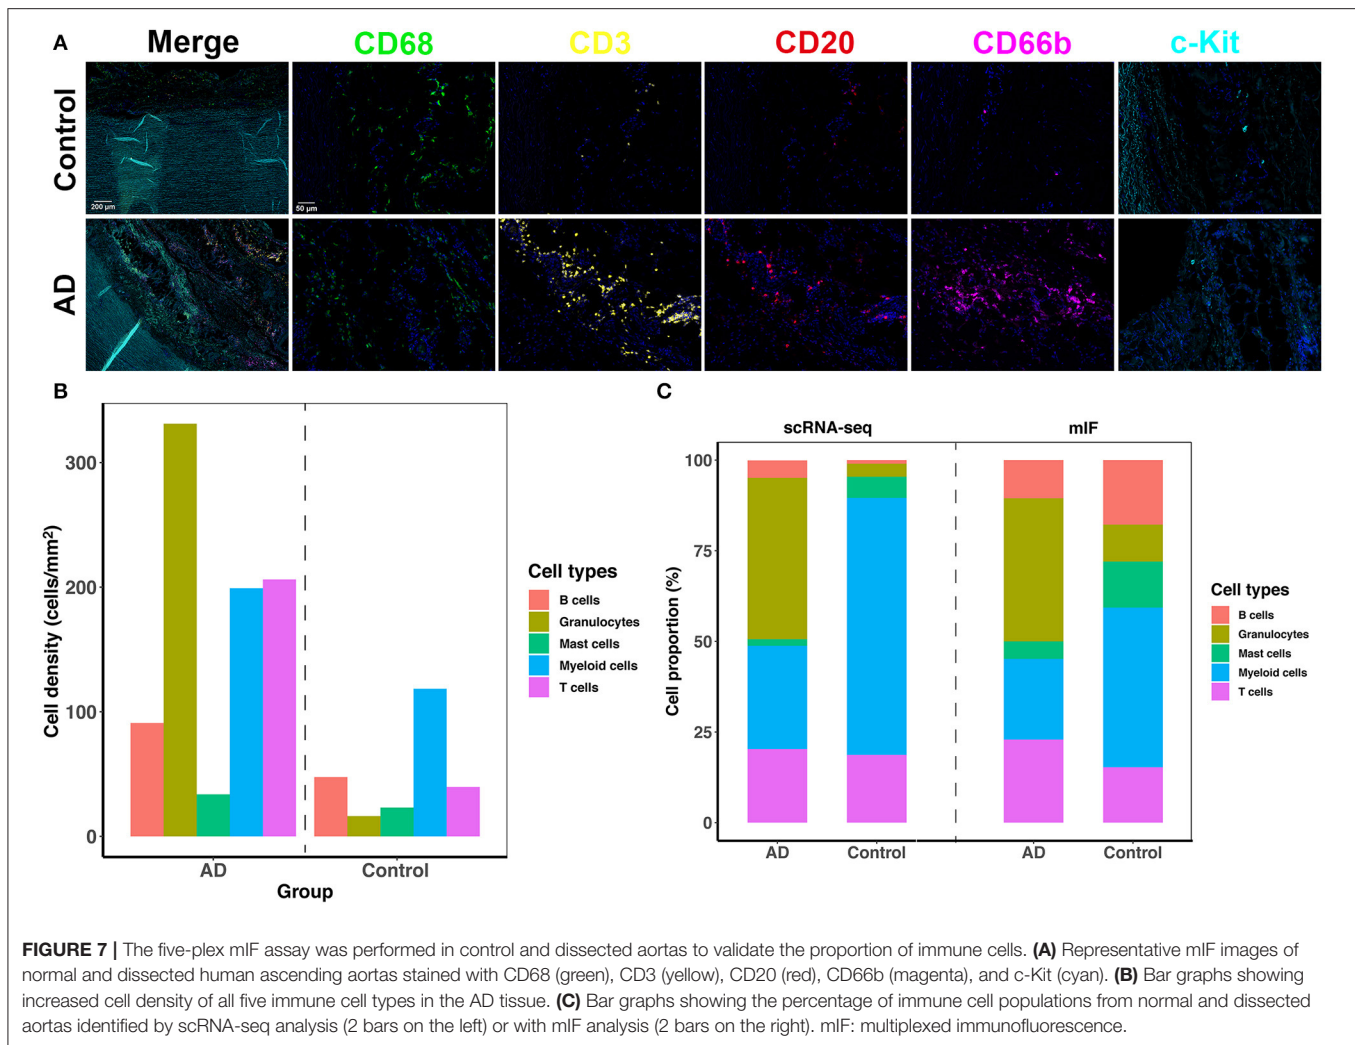 A
Merge CD68 CD3 CD20 CD66b c-Kit
Control
200 μm
50 μm
AD
B
Cell density (cells/mm²)
300
200
100
0
AD Control
Group
Cell types
B cells
Granulocytes
Mast cells
Myeloid cells
T cells
C
scRNA-seq mIF
Cell proportion (%)
100
75
50
25
0
AD Control AD Control
Cell types
B cells
Granulocytes
Mast cells
Myeloid cells
T cells
FIGURE 7 | The five-plex mIF assay was performed in control and dissected aortas to validate the proportion of immune cells. (A) Representative mIF images of
normal and dissected human ascending aortas stained with CD68 (green), CD3 (yellow), CD20 (red), CD66b (magenta), and c-Kit (cyan). (B) Bar graphs showing
increased cell density of all five immune cell types in the AD tissue. (C) Bar graphs showing the percentage of immune cell populations from normal and dissected
aortas identified by scRNA-seq analysis (2 bars on the left) or with mIF analysis (2 bars on the right). mIF: multiplexed immunofluorescence.